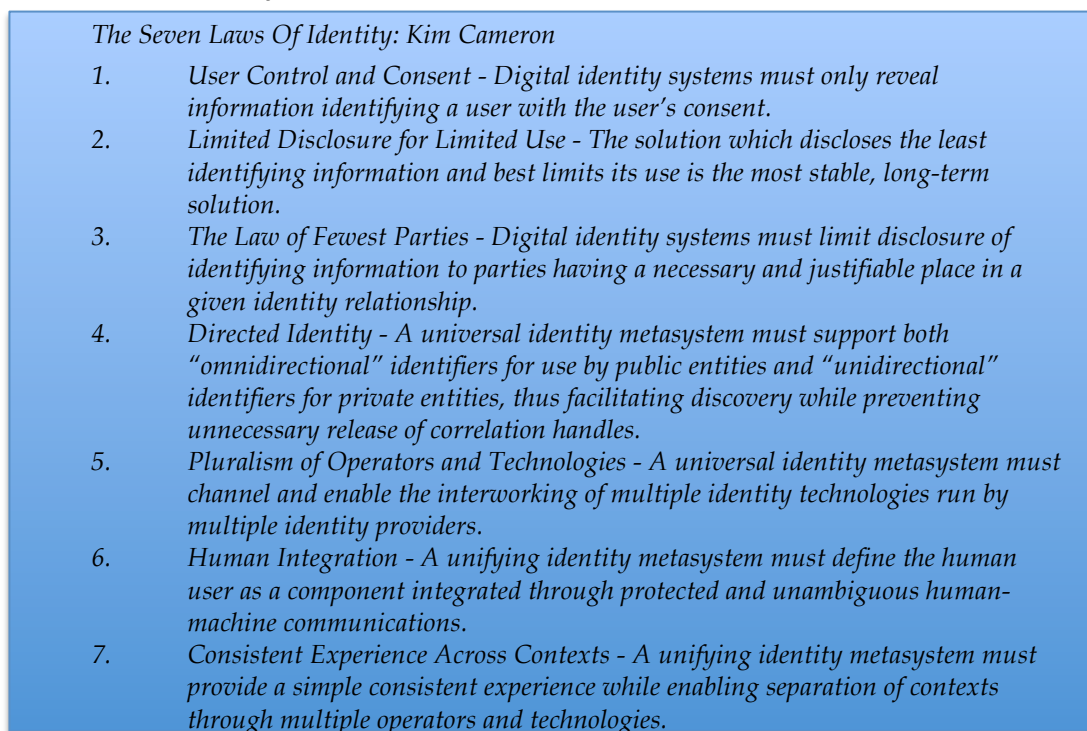 The Seven Laws Of Identity: Kim Cameron
1. User Control and Consent - Digital identity systems must only reveal
information identifying a user with the user’s consent.
2. Limited Disclosure for Limited Use - The solution which discloses the least
identifying information and best limits its use is the most stable, long-term
solution.
3. The Law of Fewest Parties - Digital identity systems must limit disclosure of
identifying information to parties having a necessary and justifiable place in a
given identity relationship.
4. Directed Identity - A universal identity metasystem must support both
“omnidirectional” identifiers for use by public entities and “unidirectional”
identifiers for private entities, thus facilitating discovery while preventing
unnecessary release of correlation handles.
5. Pluralism of Operators and Technologies - A universal identity metasystem must
channel and enable the interworking of multiple identity technologies run by
multiple identity providers.
6. Human Integration - A unifying identity metasystem must define the human
user as a component integrated through protected and unambiguous human-
machine communications.
7. Consistent Experience Across Contexts - A unifying identity metasystem must
provide a simple consistent experience while enabling separation of contexts
through multiple operators and technologies.